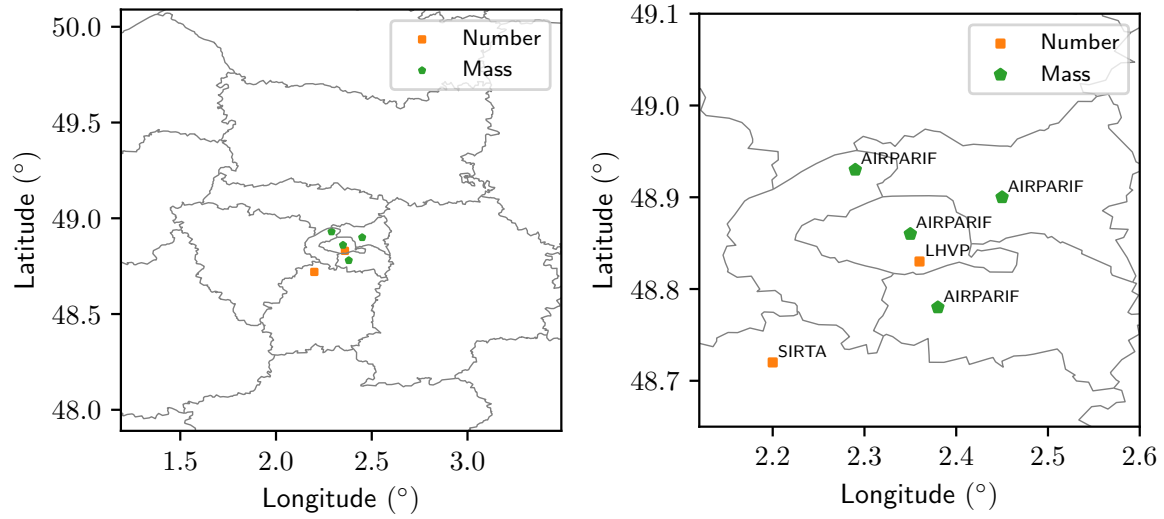 50.0
49.5
49.0
48.5
48.0
1.5
2.0
2.5
3.0
Latitude (°)
Longitude (°)
Number
Mass
49.1
49.0
48.9
48.8
48.7
2.2
2.3
2.4
2.5
2.6
Latitude (°)
Longitude (°)
Number
Mass
AIRPARIF
AIRPARIF
AIRPARIF
LHVP
AIRPARIF
SIRTA